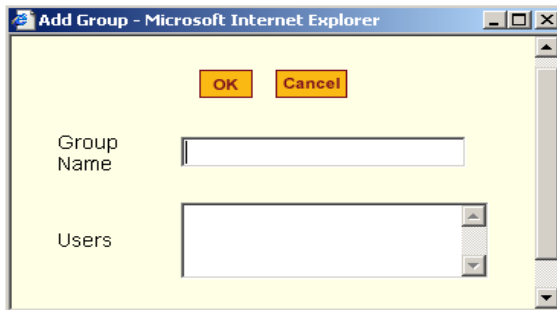 Add Group - Microsoft Internet Explorer
OK Cancel
Group
Name
Users